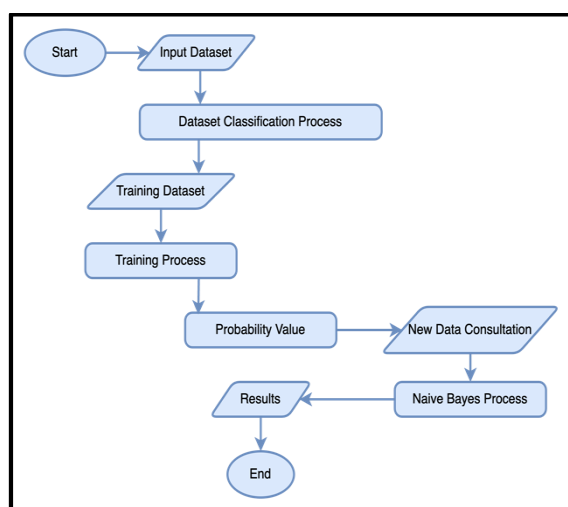 Start
Input Dataset
Dataset Classification Process
Training Dataset
Training Process
Probability Value
New Data Consultation
Naive Bayes Process
Results
End